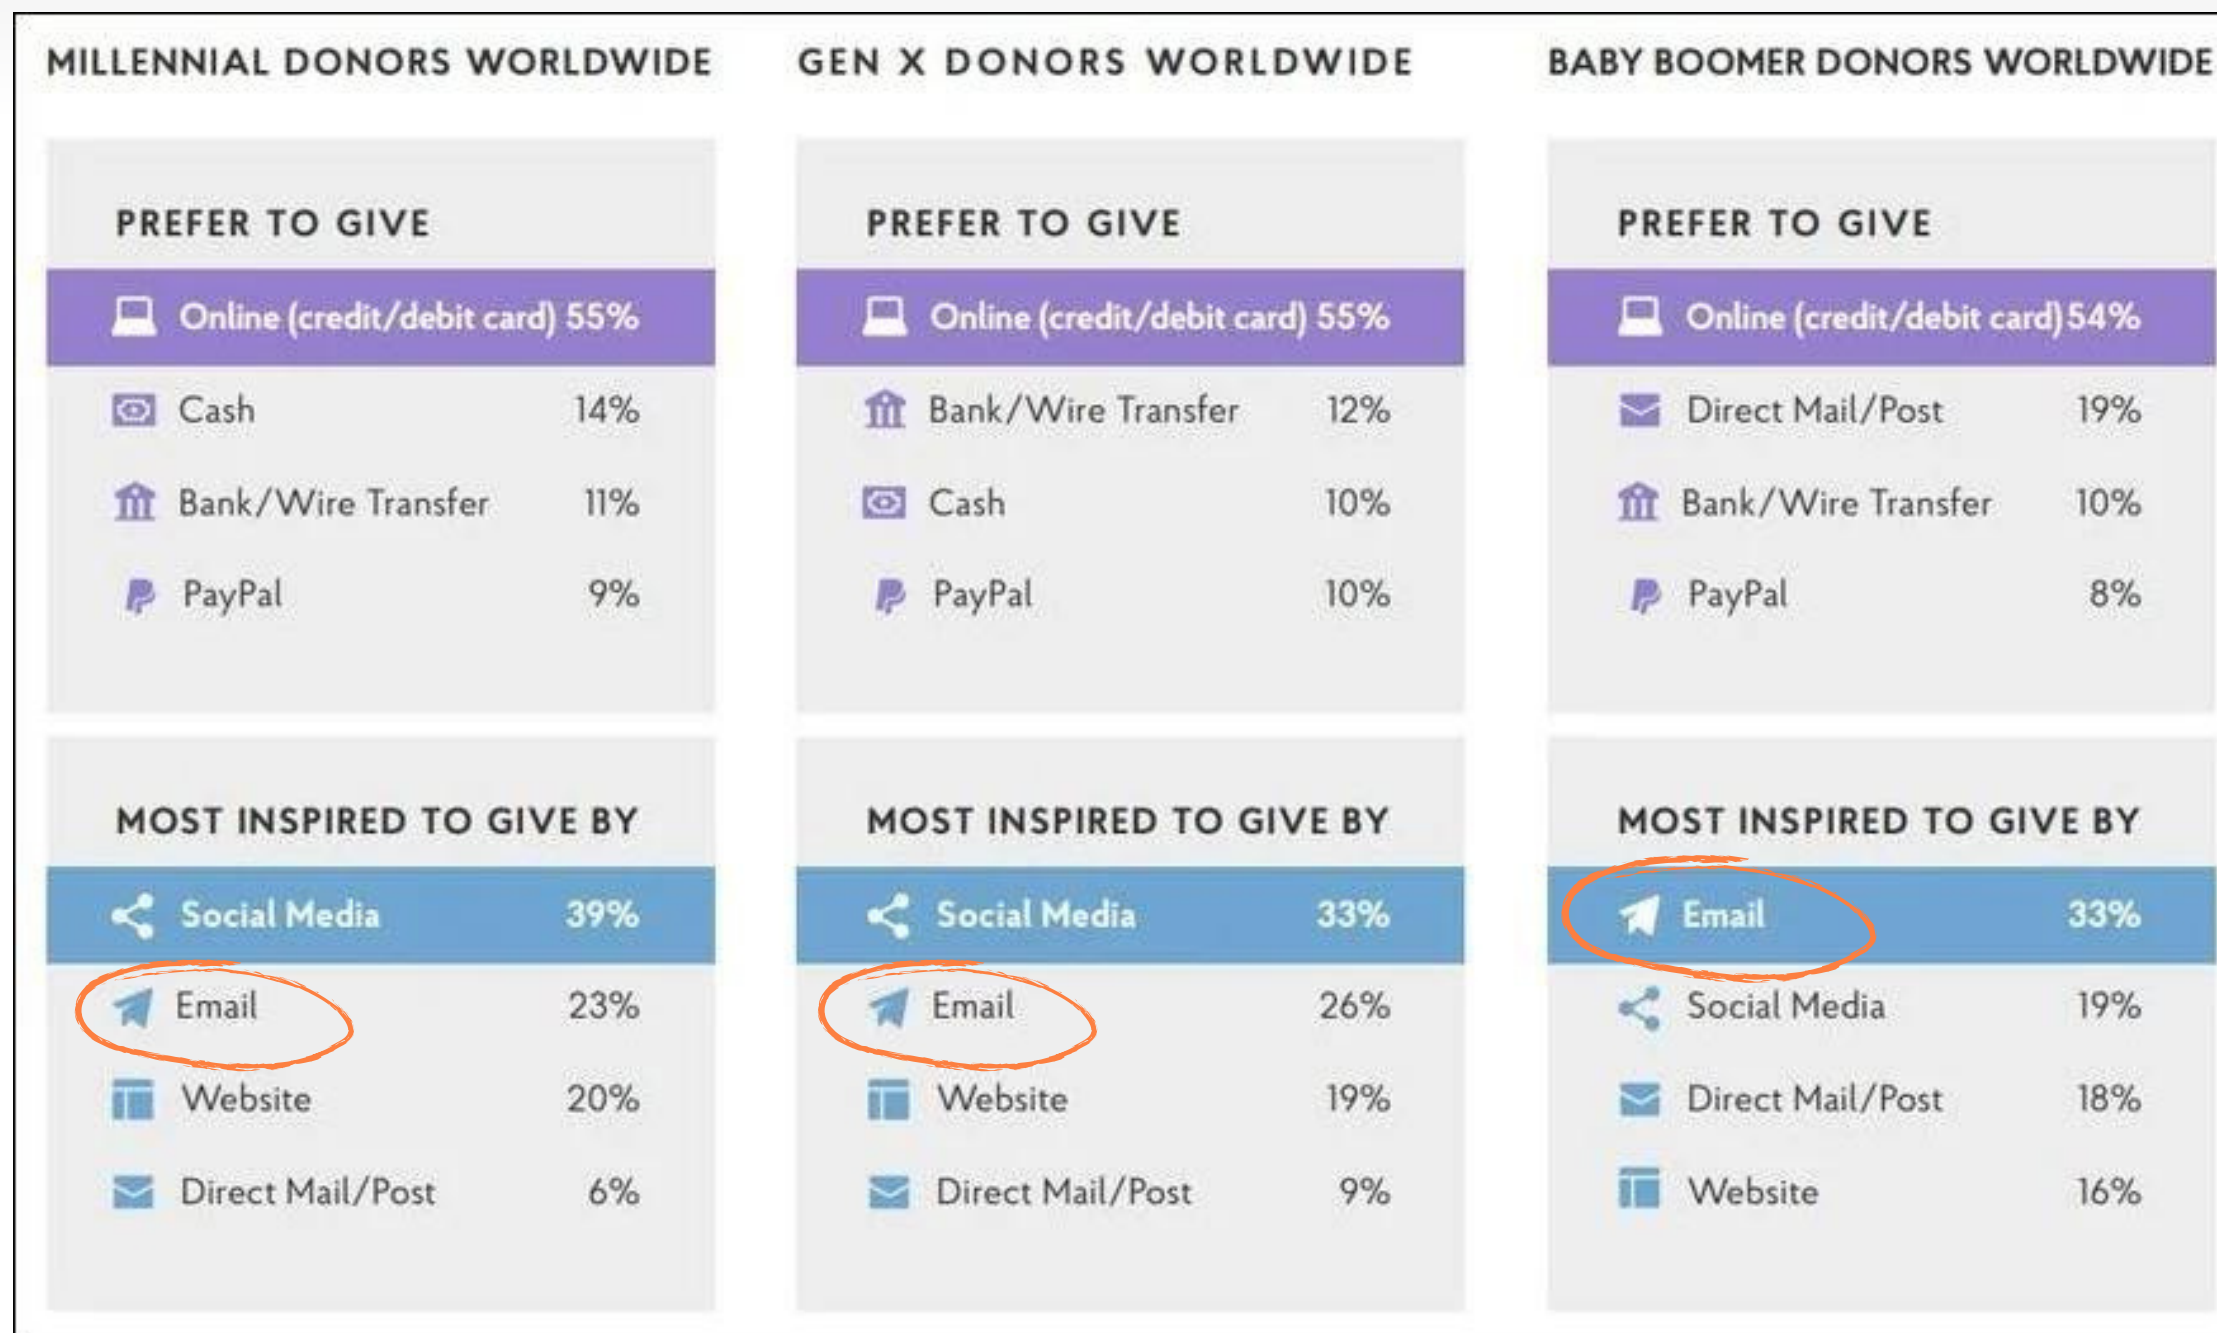 MILLENNIAL DONORS WORLDWIDE
PREFER TO GIVE
Online (credit/debit card) 55%
Cash 14%
Bank/Wire Transfer 11%
PayPal 9%
MOST INSPIRED TO GIVE BY
Social Media 39%
Email 23%
Website 20%
Direct Mail/Post 6%
GEN X DONORS WORLDWIDE
PREFER TO GIVE
Online (credit/debit card) 55%
Bank/Wire Transfer 12%
Cash 10%
PayPal 10%
MOST INSPIRED TO GIVE BY
Social Media 33%
Email 26%
Website 19%
Direct Mail/Post 9%
BABY BOOMER DONORS WORLDWIDE
PREFER TO GIVE
Online (credit/debit card) 54%
Direct Mail/Post 19%
Bank/Wire Transfer 10%
PayPal 8%
MOST INSPIRED TO GIVE BY
Email 33%
Social Media 19%
Direct Mail/Post 18%
Website 16%